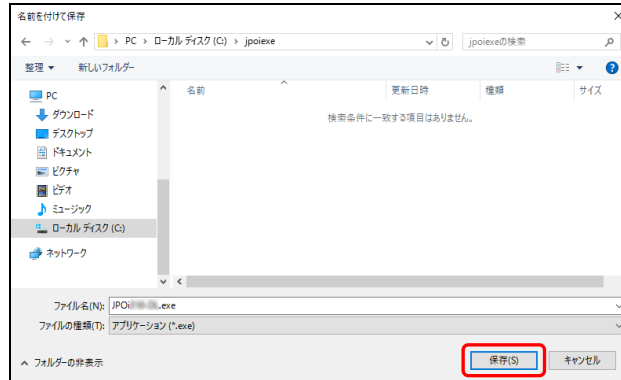 名前を付けて保存
PC > ローカル ディスク (C:) > jpoiexe
jpoiexeの検索
整理 新しいフォルダー
名前 更新日時 種類 サイズ
検索条件に一致する項目はありません。
PC
ダウンロード
デスクトップ
ドキュメント
ピクチャ
ビデオ
ミュージック
ローカル ディスク (C:)
ネットワーク
ファイル名(N): JPOi .exe
ファイルの種類(T): アプリケーション (*.exe)
フォルダーの非表示
保存(S) キャンセル